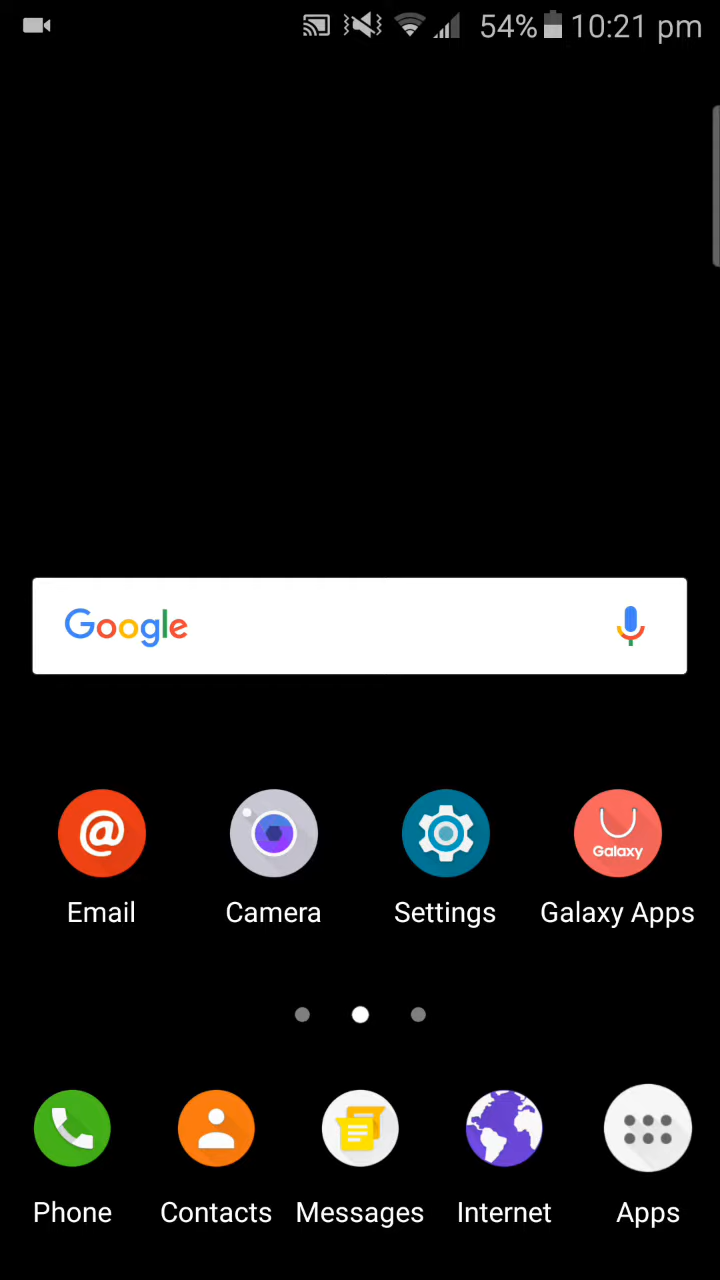 54% 10:21 pm
Google
Email Camera Settings Galaxy Apps
Galaxy
Phone Contacts Messages Internet Apps